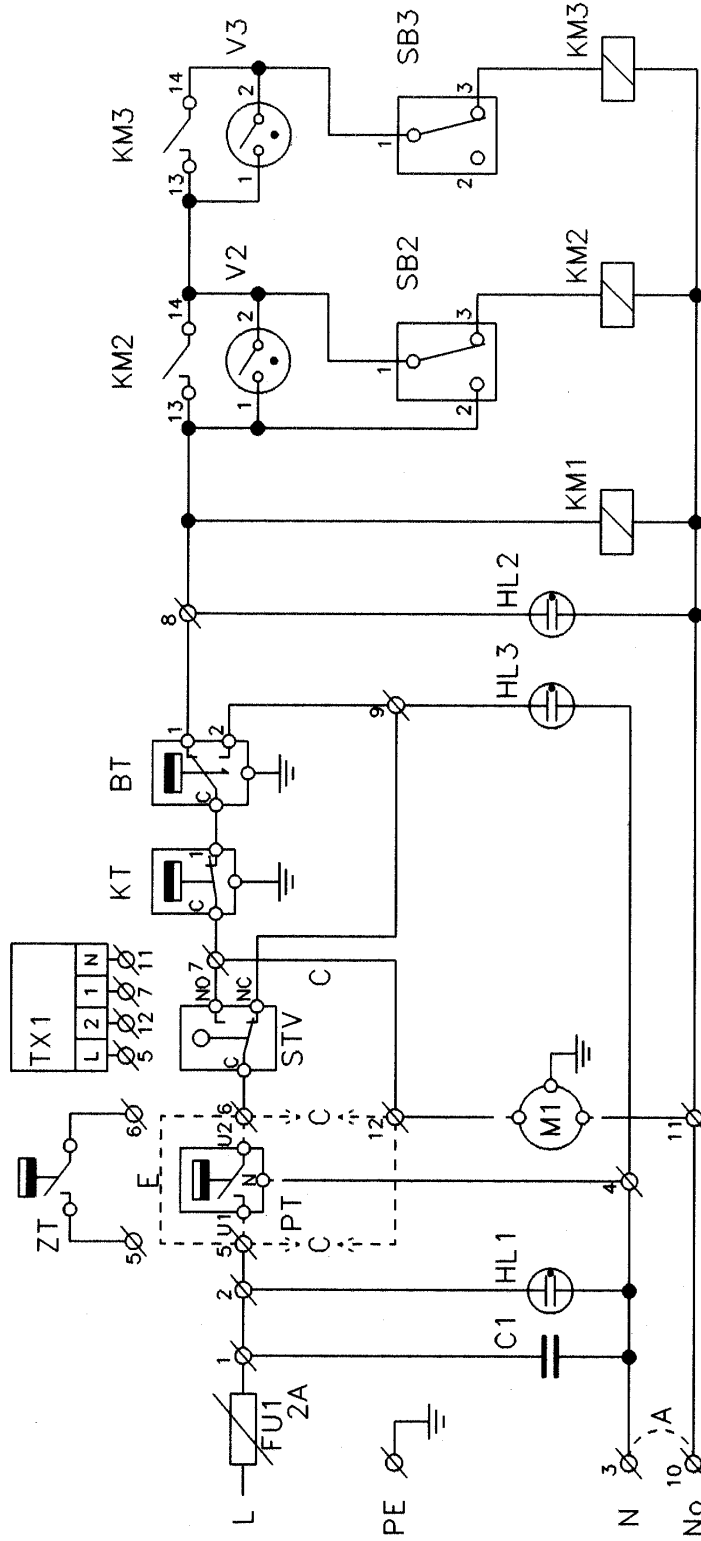 L
FU1
2A
1
2
5
C1
HL1
PE
N
3
4
A
No
10
11
ZT
5
6
E
U1
U2
N
PT
6
C
C
12
M1
TX1
L 2 1 N
5 12 7 11
C
NO
NC
STV
7
C
KT
C
1
BT
C
1
2
8
9
HL3
HL2
KM1
KM2
13
14
V2
1
2
SB2
1
2
3
KM2
KM3
13
14
V3
1
2
SB3
1
2
3
KM3